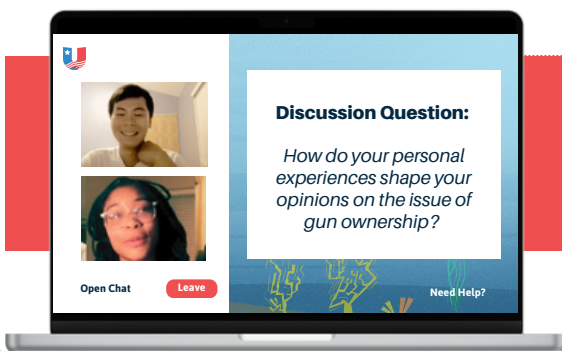 Discussion Question:
How do your personal
experiences shape your
opinions on the issue of
gun ownership?
Open Chat
Leave
Need Help?